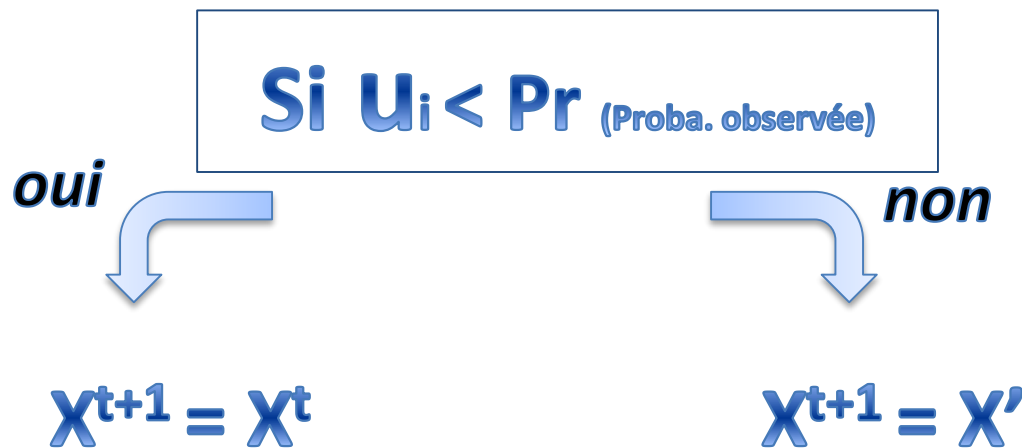 Si ui < Pr (Proba. observée)
oui
non
Xt+1 = Xt
Xt+1 = X’